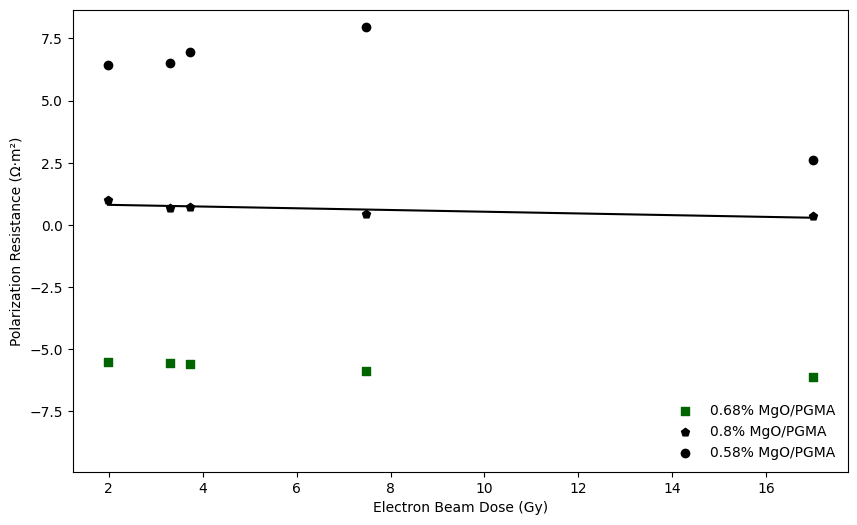 7.5
5.0
2.5
0.0
−2.5
−5.0
−7.5
Polarization Resistance (Ω·m²)
0.68% MgO/PGMA
0.8% MgO/PGMA
0.58% MgO/PGMA
2 4 6 8 10 12 14 16
Electron Beam Dose (Gy)